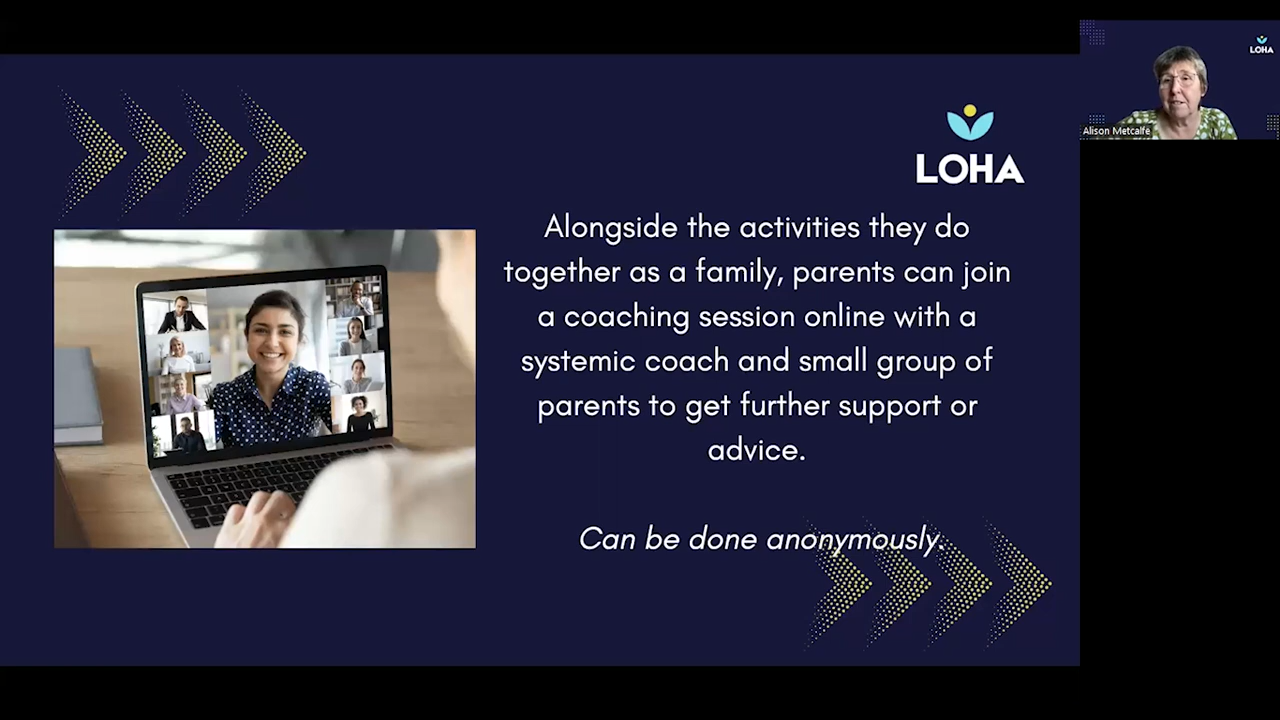 LOHA
Alongside the activities they do
together as a family, parents can join
a coaching session online with a
systemic coach and small group of
parents to get further support or
advice.
Can be done anonymously.
LOHA
Alison Metcalfe